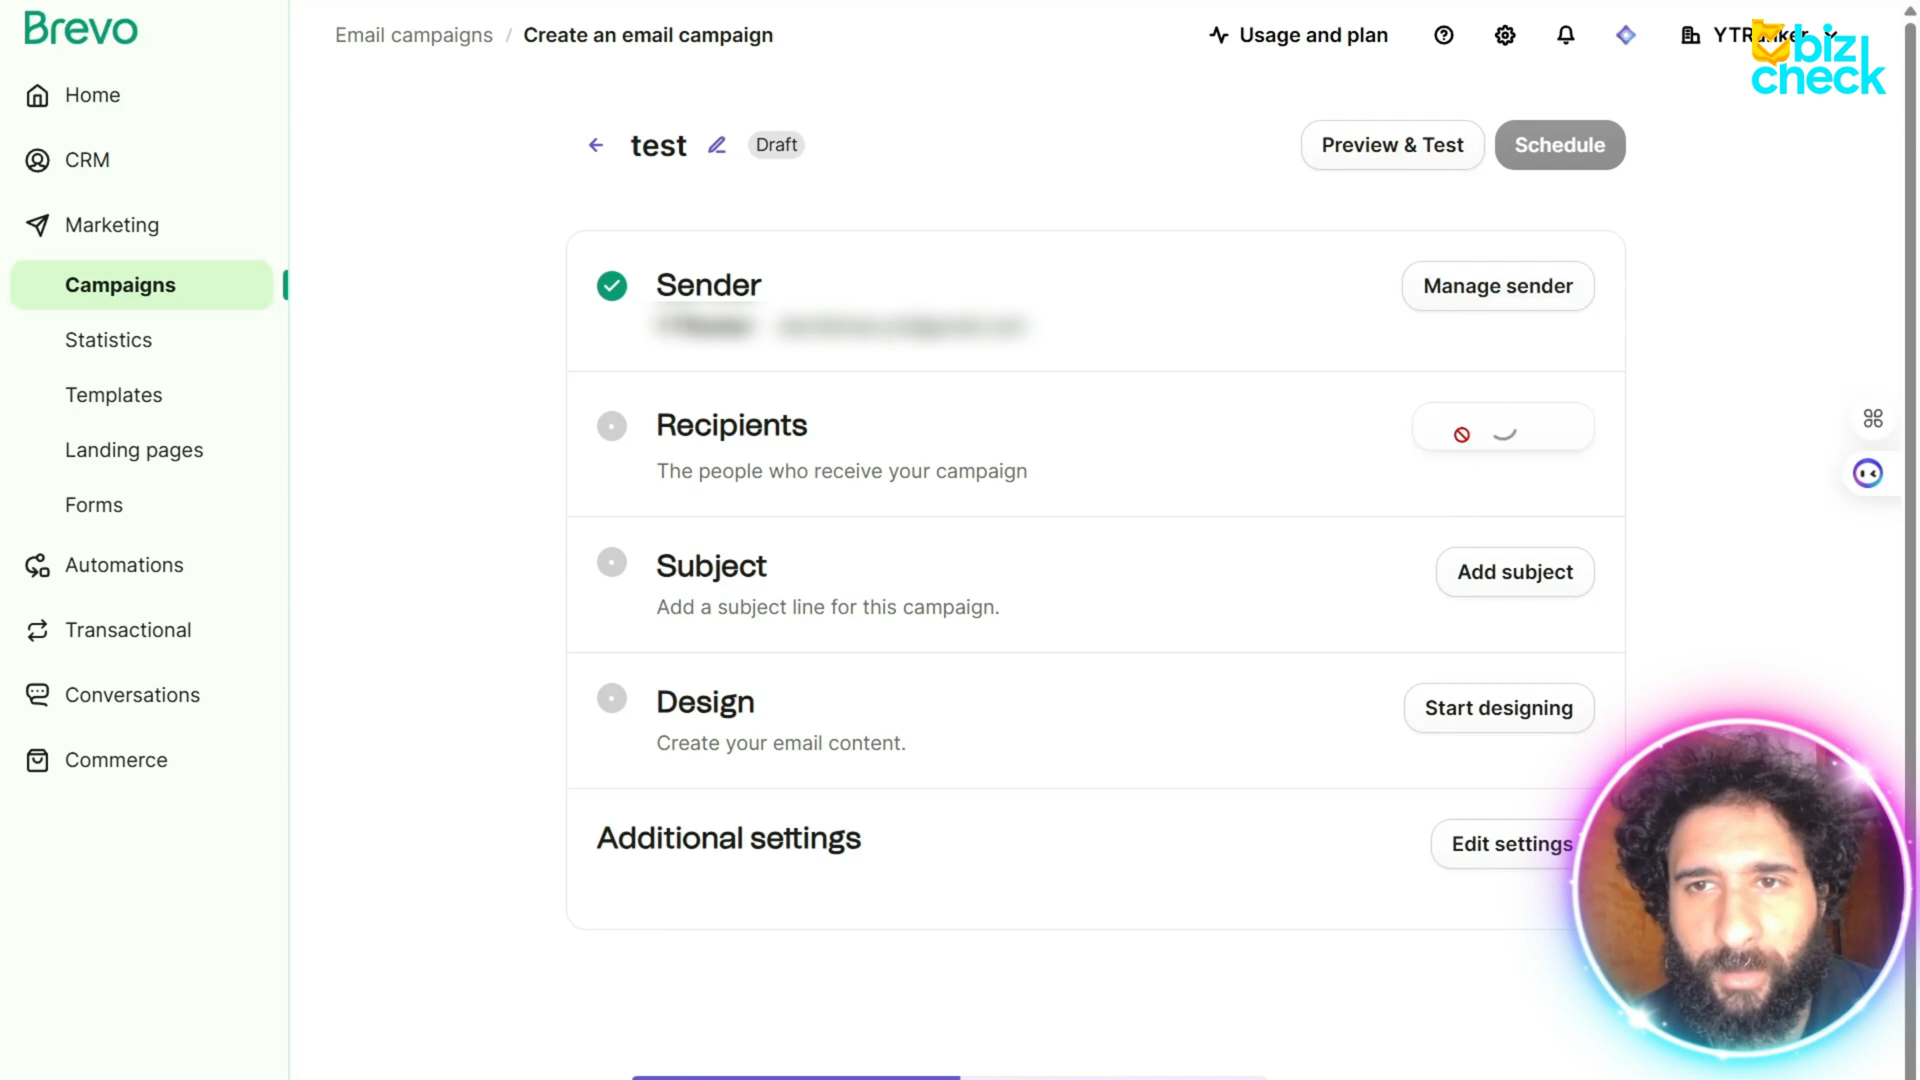 Brevo
Email campaigns / Create an email campaign
Usage and plan
biz
check
Home
CRM
Marketing
Campaigns
Statistics
Templates
Landing pages
Forms
Automations
Transactional
Conversations
Commerce
test
Draft
Preview & Test
Schedule
Sender
Manage sender
Recipients
The people who receive your campaign
Subject
Add a subject line for this campaign.
Add subject
Design
Create your email content.
Start designing
Additional settings
Edit settings